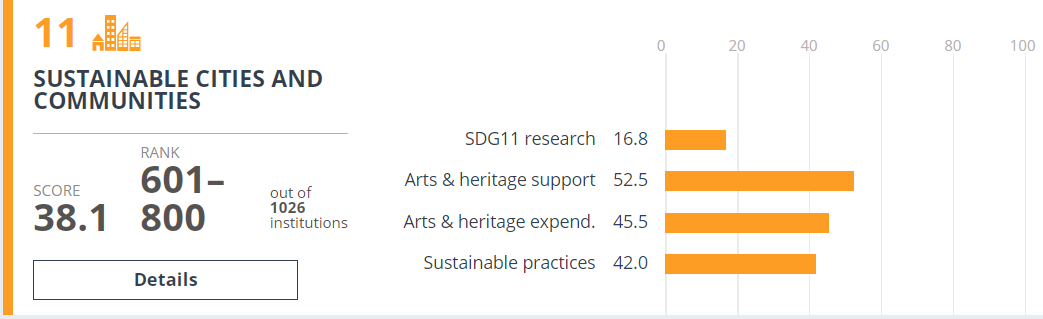 11
SUSTAINABLE CITIES AND
COMMUNITIES
SCORE
38.1
RANK
601–
800
out of
1026
institutions
Details
0 20 40 60 80 100
SDG11 research 16.8
Arts & heritage support 52.5
Arts & heritage expend. 45.5
Sustainable practices 42.0